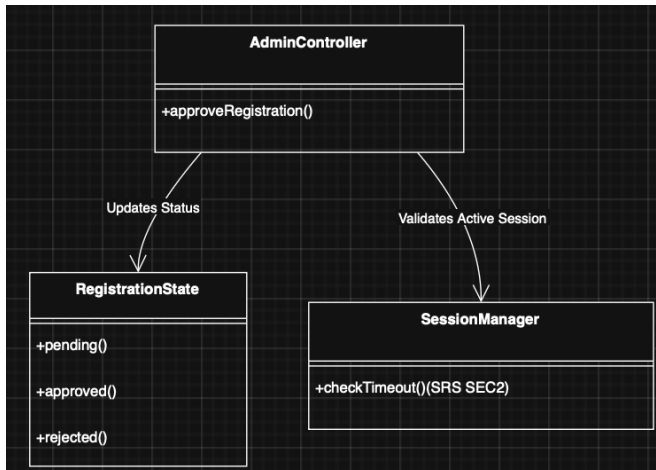 AdminController
+approveRegistration()
Updates Status
Validates Active Session
RegistrationState
+pending()
+approved()
+rejected()
SessionManager
+checkTimeout()(SRS SEC2)